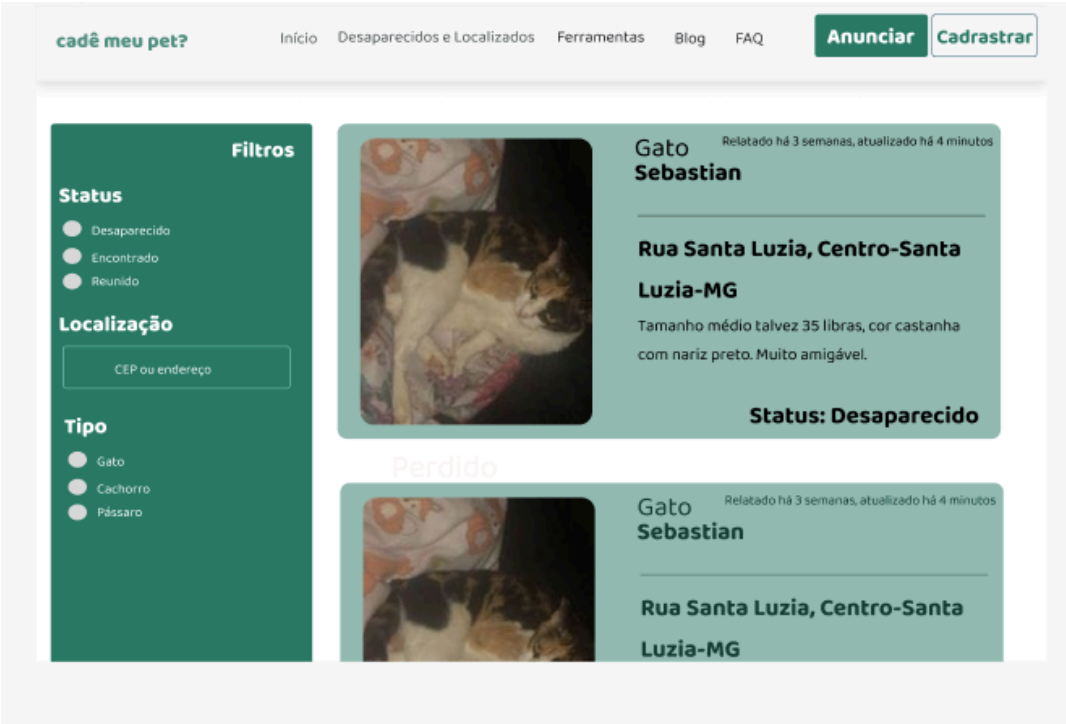 cadê meu pet?
Início
Desaparecidos e Localizados
Ferramentas
Blog
FAQ
Anunciar
Cadrastrar
Filtros
Status
Desaparecido
Encontrado
Reunido
Localização
CEP ou endereço
Tipo
Gato
Cachorro
Pássaro
Gato
Relatado há 3 semanas, atualizado há 4 minutos
Sebastian
Rua Santa Luzia, Centro-Santa
Luzia-MG
Tamanho médio talvez 35 libras, cor castanha
com nariz preto. Muito amigável.
Status: Desaparecido
Perdido
Gato
Relatado há 3 semanas, atualizado há 4 minutos
Sebastian
Rua Santa Luzia, Centro-Santa
Luzia-MG